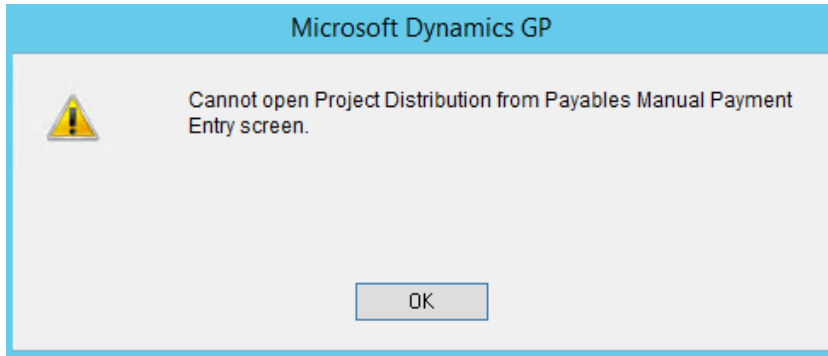 Microsoft Dynamics GP
Cannot open Project Distribution from Payables Manual Payment
Entry screen.
OK